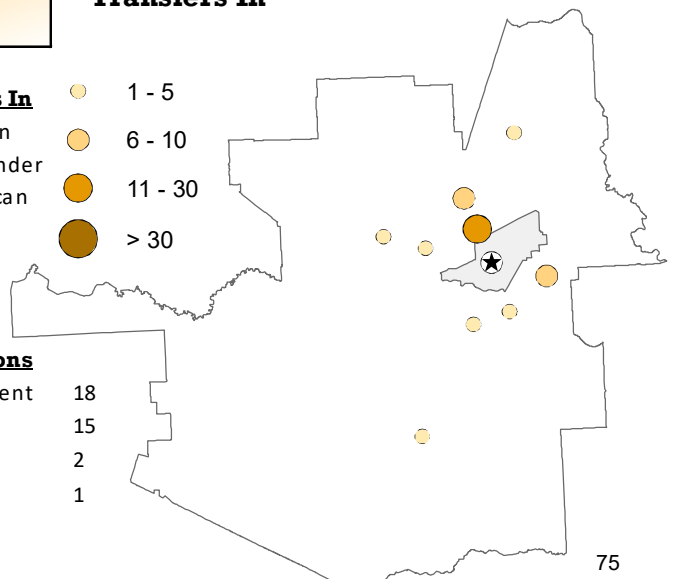 Transfers In
s In
1 - 5
n
6 - 10
nder
11 - 30
can
> 30
ons
ent 18
15
2
1
75